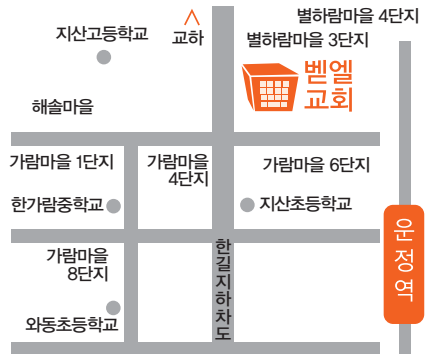 별하람마을 4단지
지산고등학교
교하
별하람마을 3단지
벧엘
교회
해솔마을
가람마을 1단지
가람마을
4단지
가람마을 6단지
한가람중학교
지산초등학교
운정역
한길지하차도
가람마을
8단지
와동초등학교